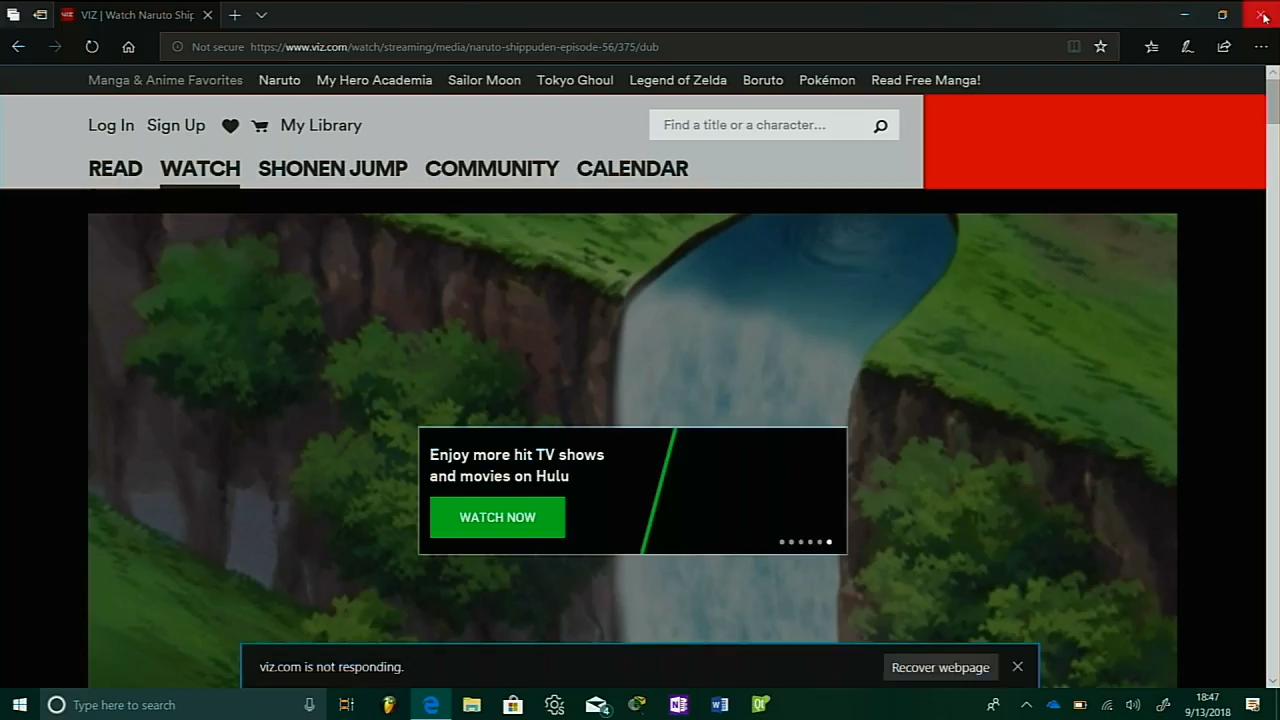 VIZ | Watch Naruto Ship
Not secure https://www.viz.com/watch/streaming/media/naruto-shippuden-episode-56/375/dub
Manga & Anime Favorites Naruto My Hero Academia Sailor Moon Tokyo Ghoul Legend of Zelda Boruto Pokémon Read Free Manga!
Log In Sign Up My Library Find a title or a character...
READ WATCH SHONEN JUMP COMMUNITY CALENDAR
Enjoy more hit TV shows
and movies on Hulu
WATCH NOW
viz.com is not responding. Recover webpage
Type here to search
4
18:47
9/13/2018